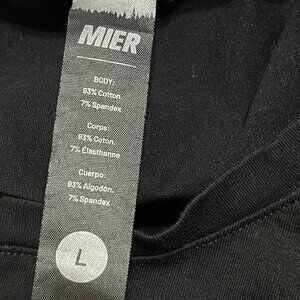 MIER
BODY:
93% Cotton.
7% Spandex
Corps:
93% Coton.
7% Élasthanne
Cuerpo:
93% Algodón.
7% Spandex
L